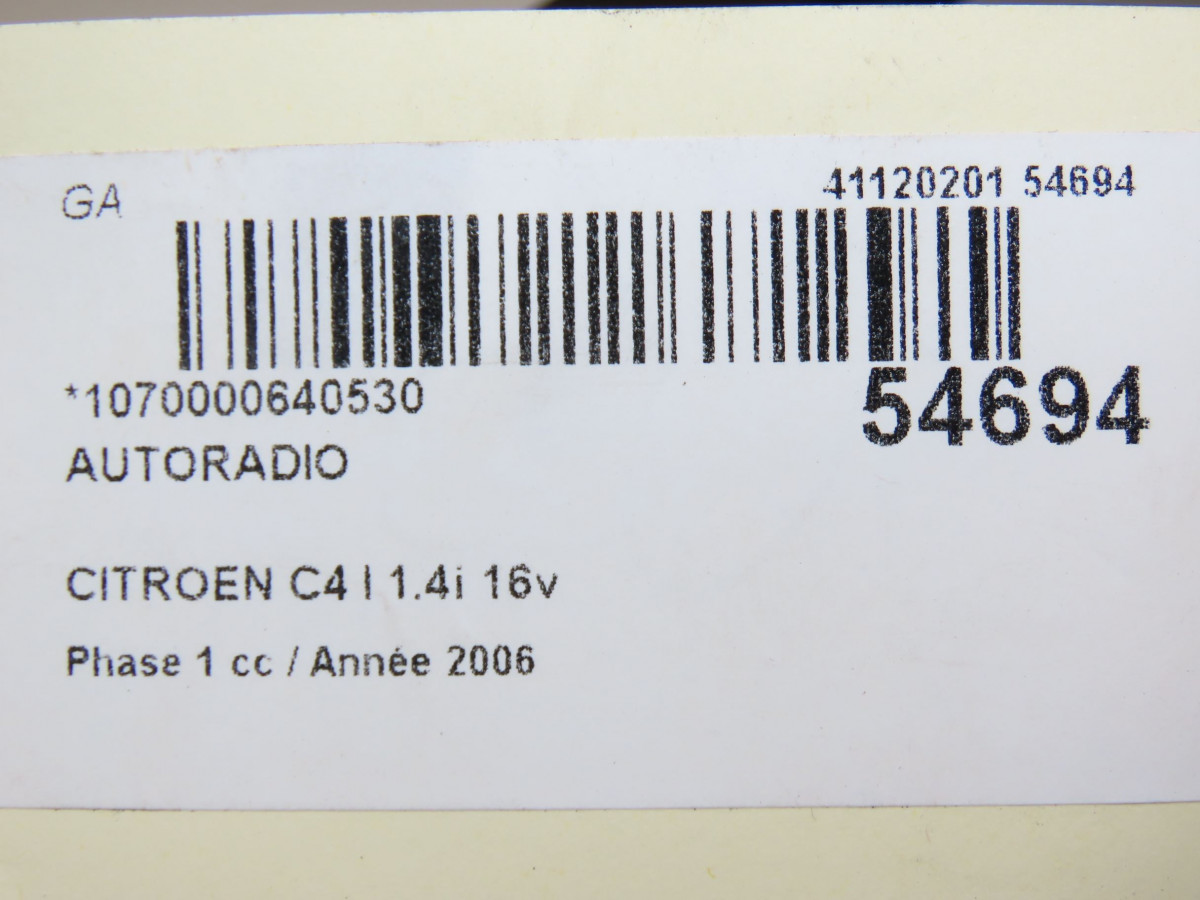 GA
41120201 54694
*1070000640530
54694
AUTORADIO
CITROEN C4 I 1.4i 16v
Phase 1 cc / Année 2006